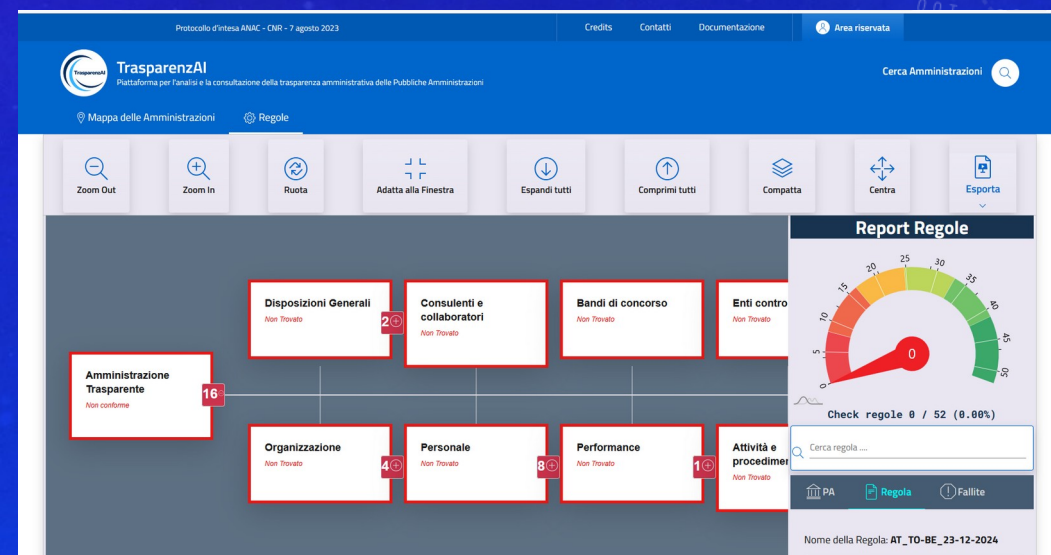 Protocollo d'intesa ANAC - CNR - 7 agosto 2023
Credits
Contatti
Documentazione
Area riservata
TrasparenzAI
TrasparenzAI
Piattaforma per l'analisi e la consultazione della trasparenza amministrativa delle Pubbliche Amministrazioni
Cerca Amministrazioni
Mappa delle Amministrazioni
Regole
Zoom Out
Zoom In
Ruota
Adatta alla Finestra
Espandi tutti
Comprimi tutti
Compatta
Centra
Esporta
Report Regole
Disposizioni Generali
Non Trovato
2
Consulenti e
collaboratori
Non Trovato
Bandi di concorso
Non Trovato
Enti contro
Non Trovato
Amministrazione
Trasparente
Non conforme
16
Organizzazione
Non Trovato
4
Personale
Non Trovato
8
Performance
Non Trovato
1
Attività e
procedimer
Non Trovato
0
5
10
15
20
25
30
35
40
45
50
0
Check regole 0 / 52 (0.00%)
Cerca regola ....
PA
Regola
Fallite
Nome della Regola: AT_TO-BE_23-12-2024